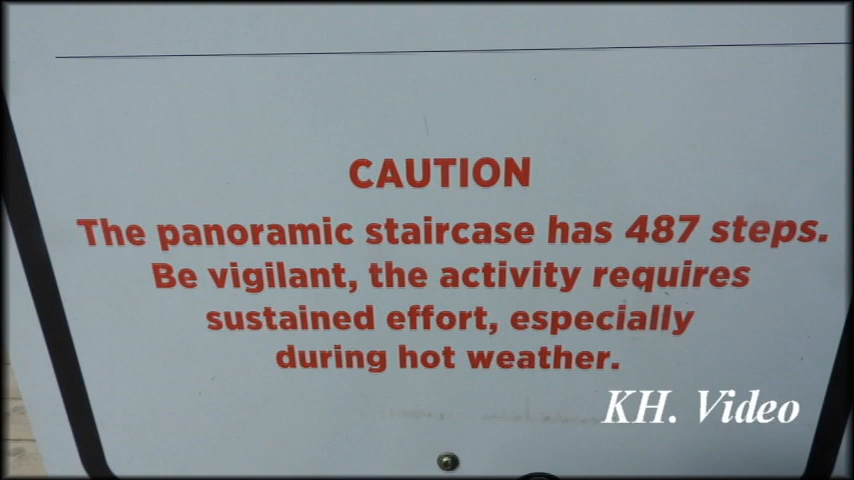 CAUTION
The panoramic staircase has 487 steps.
Be vigilant, the activity requires
sustained effort, especially
during hot weather.
KH. Video